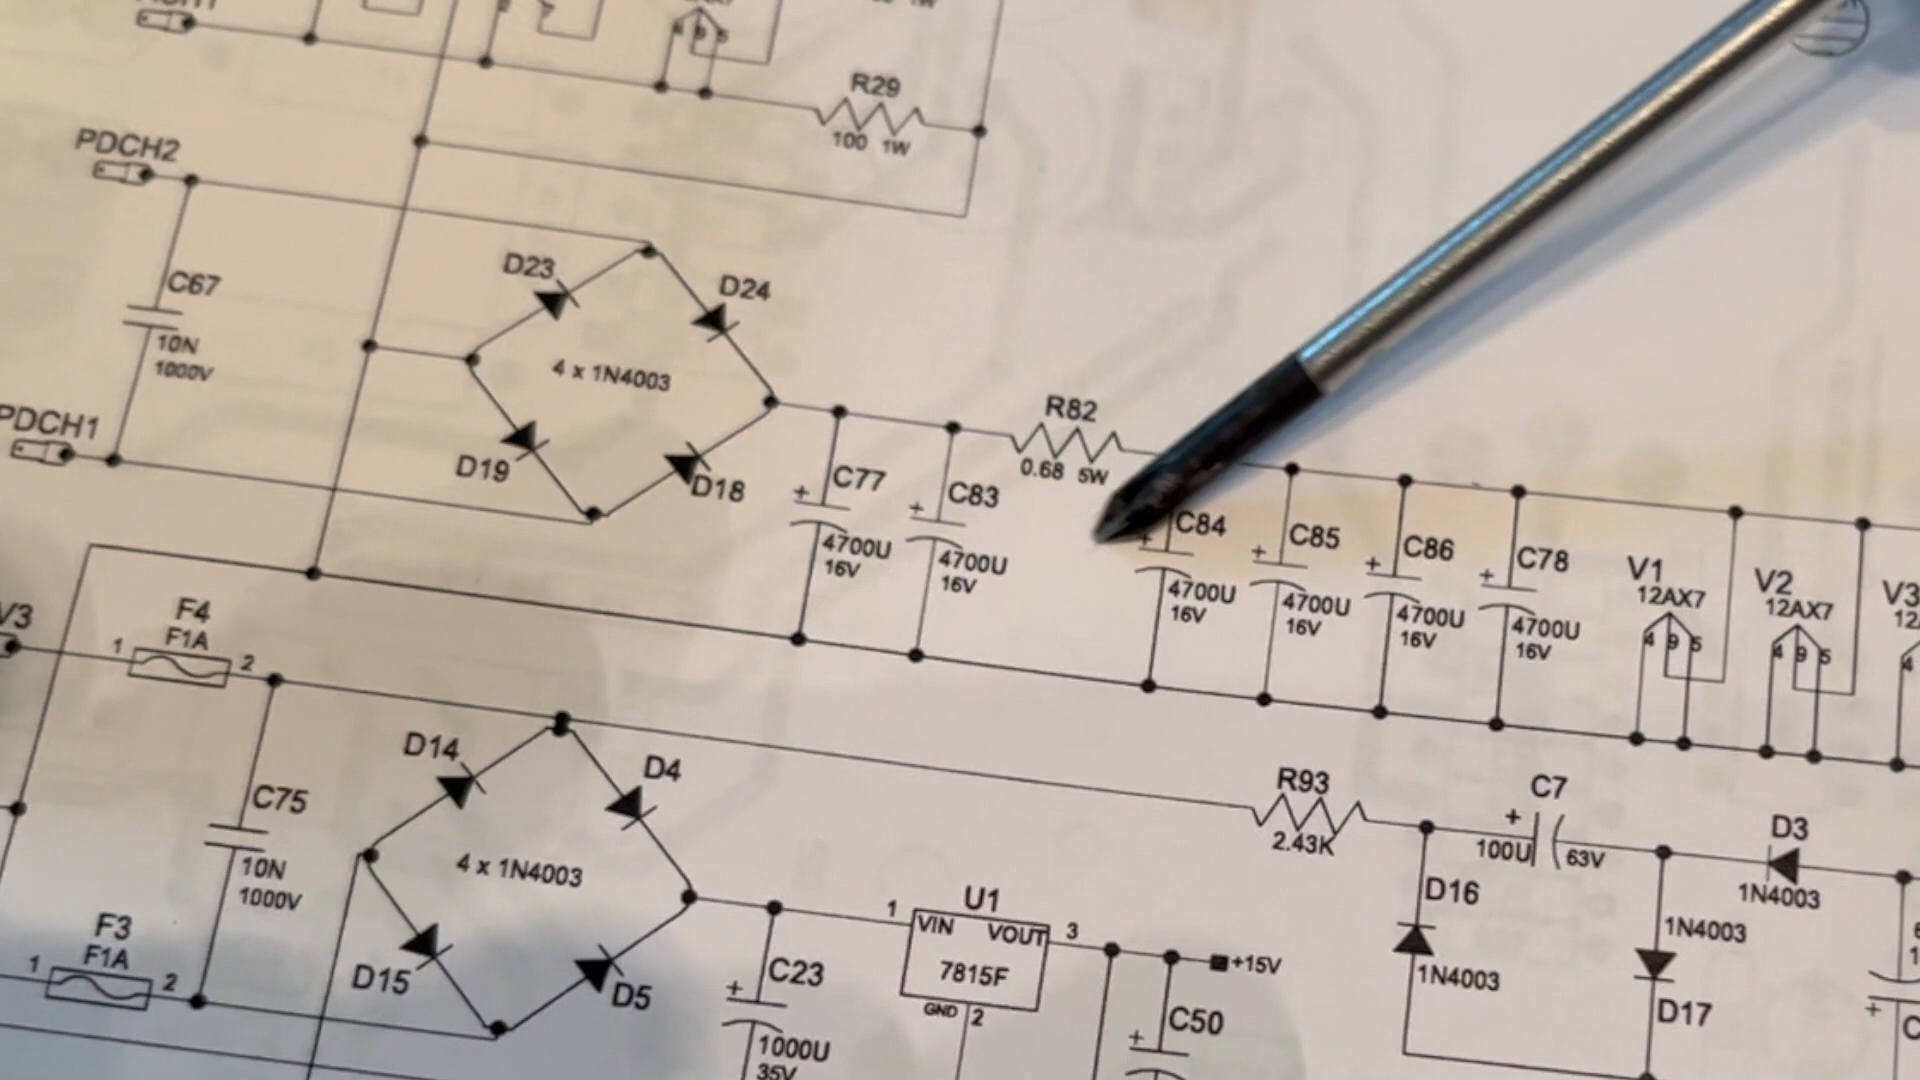 R29
100 1W
PDCH2
D23
D24
C67
10N
1000V
4 x 1N4003
PDCH1
D19
D18
R82
0.68 5W
C77
+
4700U
16V
C83
+
4700U
16V
C84
+
4700U
16V
C85
+
4700U
16V
C86
+
4700U
16V
C78
+
4700U
16V
V1
12AX7
4 9 5
V2
12AX7
4 9 5
V3
4
V3
F4
F1A
1 2
D14
D4
C75
10N
1000V
4 x 1N4003
F3
F1A
1 2
D15
D5
R93
2.43K
C7
+
100U 63V
D3
1N4003
D16
1N4003
1N4003
D17
U1
1 VIN VOUT 3
7815F
GND 2
+15V
C23
+
1000U
35V
C50
+
+